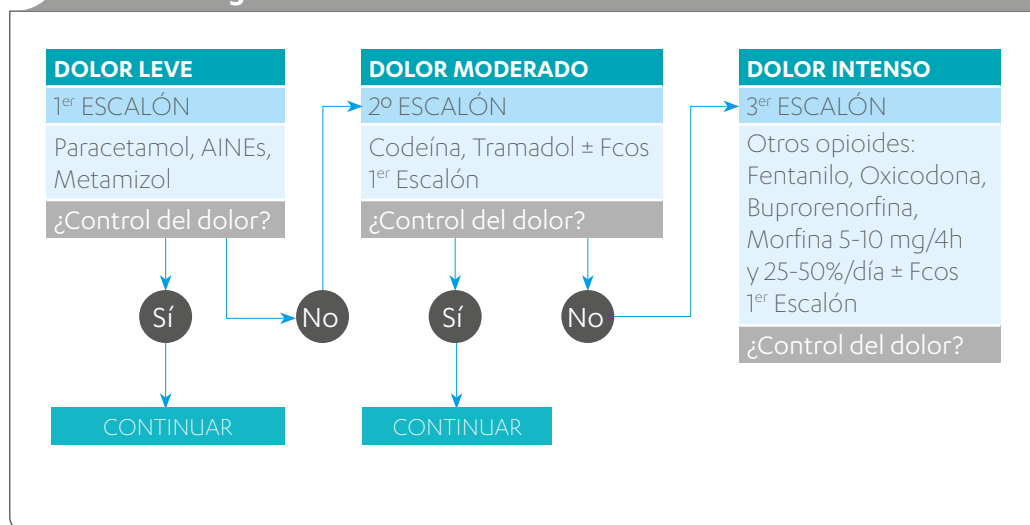 DOLOR LEVE
1er ESCALÓN
Paracetamol, AINEs,
Metamizol
¿Control del dolor?
Sí
No
CONTINUAR
DOLOR MODERADO
2º ESCALÓN
Codeína, Tramadol ± Fcos
1er Escalón
¿Control del dolor?
Sí
No
CONTINUAR
DOLOR INTENSO
3er ESCALÓN
Otros opioides:
Fentanilo, Oxicodona,
Buprorenorfina,
Morfina 5-10 mg/4h
y 25-50%/día ± Fcos
1er Escalón
¿Control del dolor?